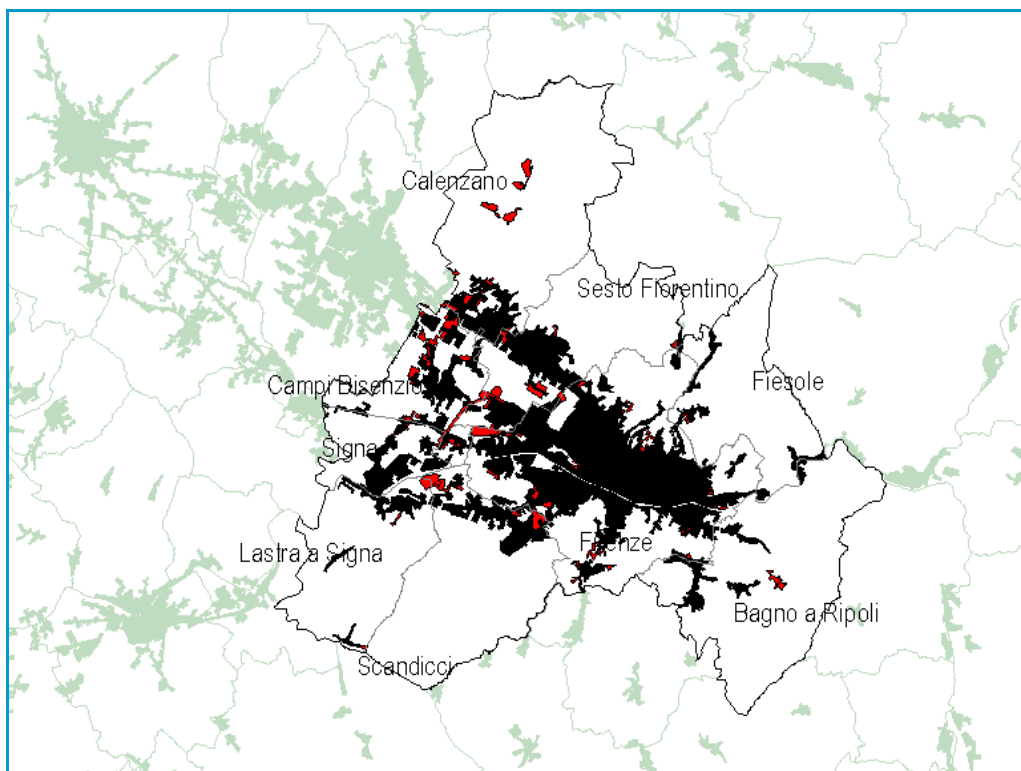 Calenzano
Sesto Fiorentino
Fiesole
Campi Bisenzio
Signa
Firenze
Lastra a Signa
Bagno a Ripoli
Scandicci